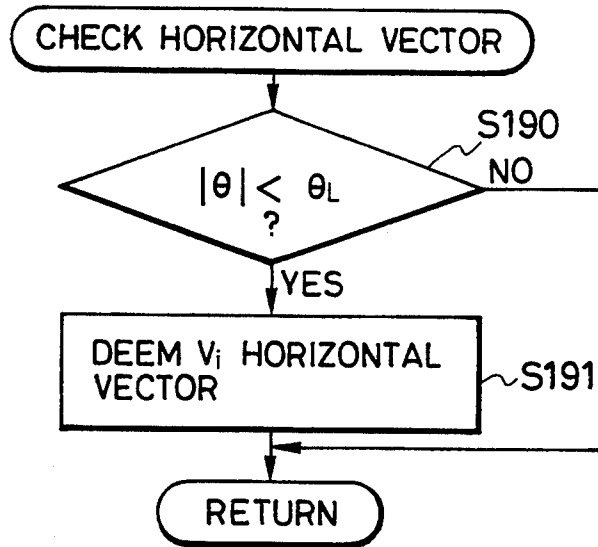 CHECK HORIZONTAL VECTOR
S190
NO
|θ| < θL
?
YES
DEEM Vi HORIZONTAL
VECTOR
S191
RETURN